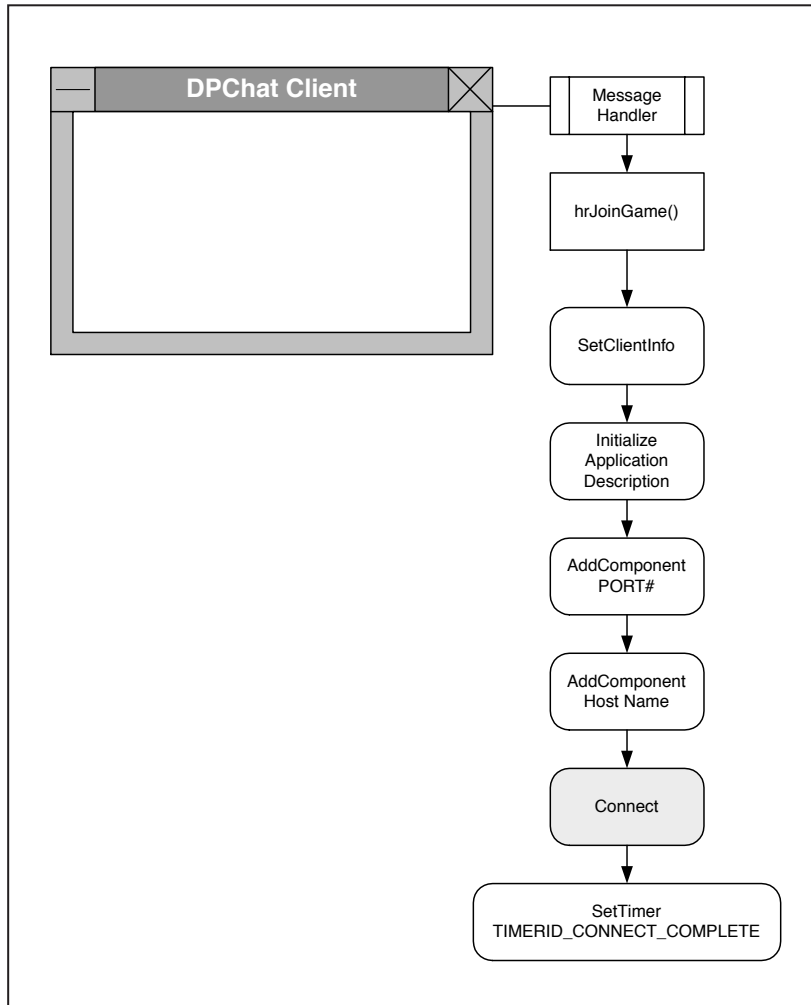 DPChat Client
Message
Handler
hrJoinGame()
SetClientInfo
Initialize
Application
Description
AddComponent
PORT#
AddComponent
Host Name
Connect
SetTimer
TIMERID_CONNECT_COMPLETE